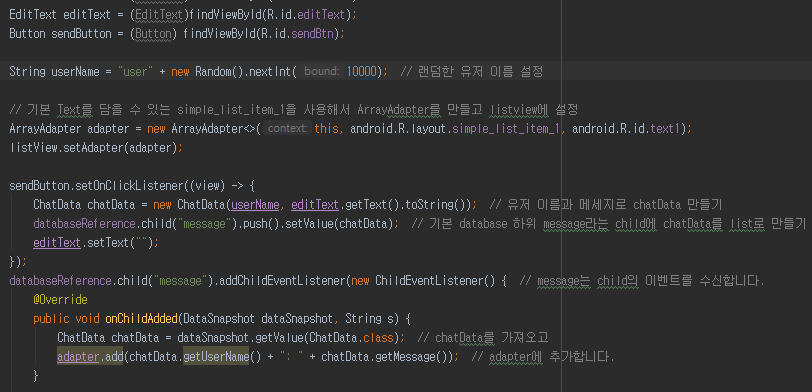 EditText editText = (EditText)findViewById(R.id.editText);
Button sendButton = (Button) findViewById(R.id.sendBtn);
String userName = "user" + new Random().nextInt( bound: 10000);  // 랜덤한 유저 이름 설정
// 기본 Text를 담을 수 있는 simple_list_item_1을 사용해서 ArrayAdapter를 만들고 listview에 설정
ArrayAdapter adapter = new ArrayAdapter<>( context: this, android.R.layout.simple_list_item_1, android.R.id.text1);
listView.setAdapter(adapter);
sendButton.setOnClickListener((view) -> {
ChatData chatData = new ChatData(userName, editText.getText().toString());  // 유저 이름과 메세지로 chatData 만들기
databaseReference.child("message").push().setValue(chatData);  // 기본 database 하위 message라는 child에 chatData를 list로 만들기
editText.setText("");
});
databaseReference.child("message").addChildEventListener(new ChildEventListener() {  // message는 child의 이벤트를 수신합니다.
@Override
public void onChildAdded(DataSnapshot dataSnapshot, String s) {
ChatData chatData = dataSnapshot.getValue(ChatData.class);  // chatData를 가져오고
adapter.add(chatData.getUserName() + ": " + chatData.getMessage());  // adapter에 추가합니다.
}